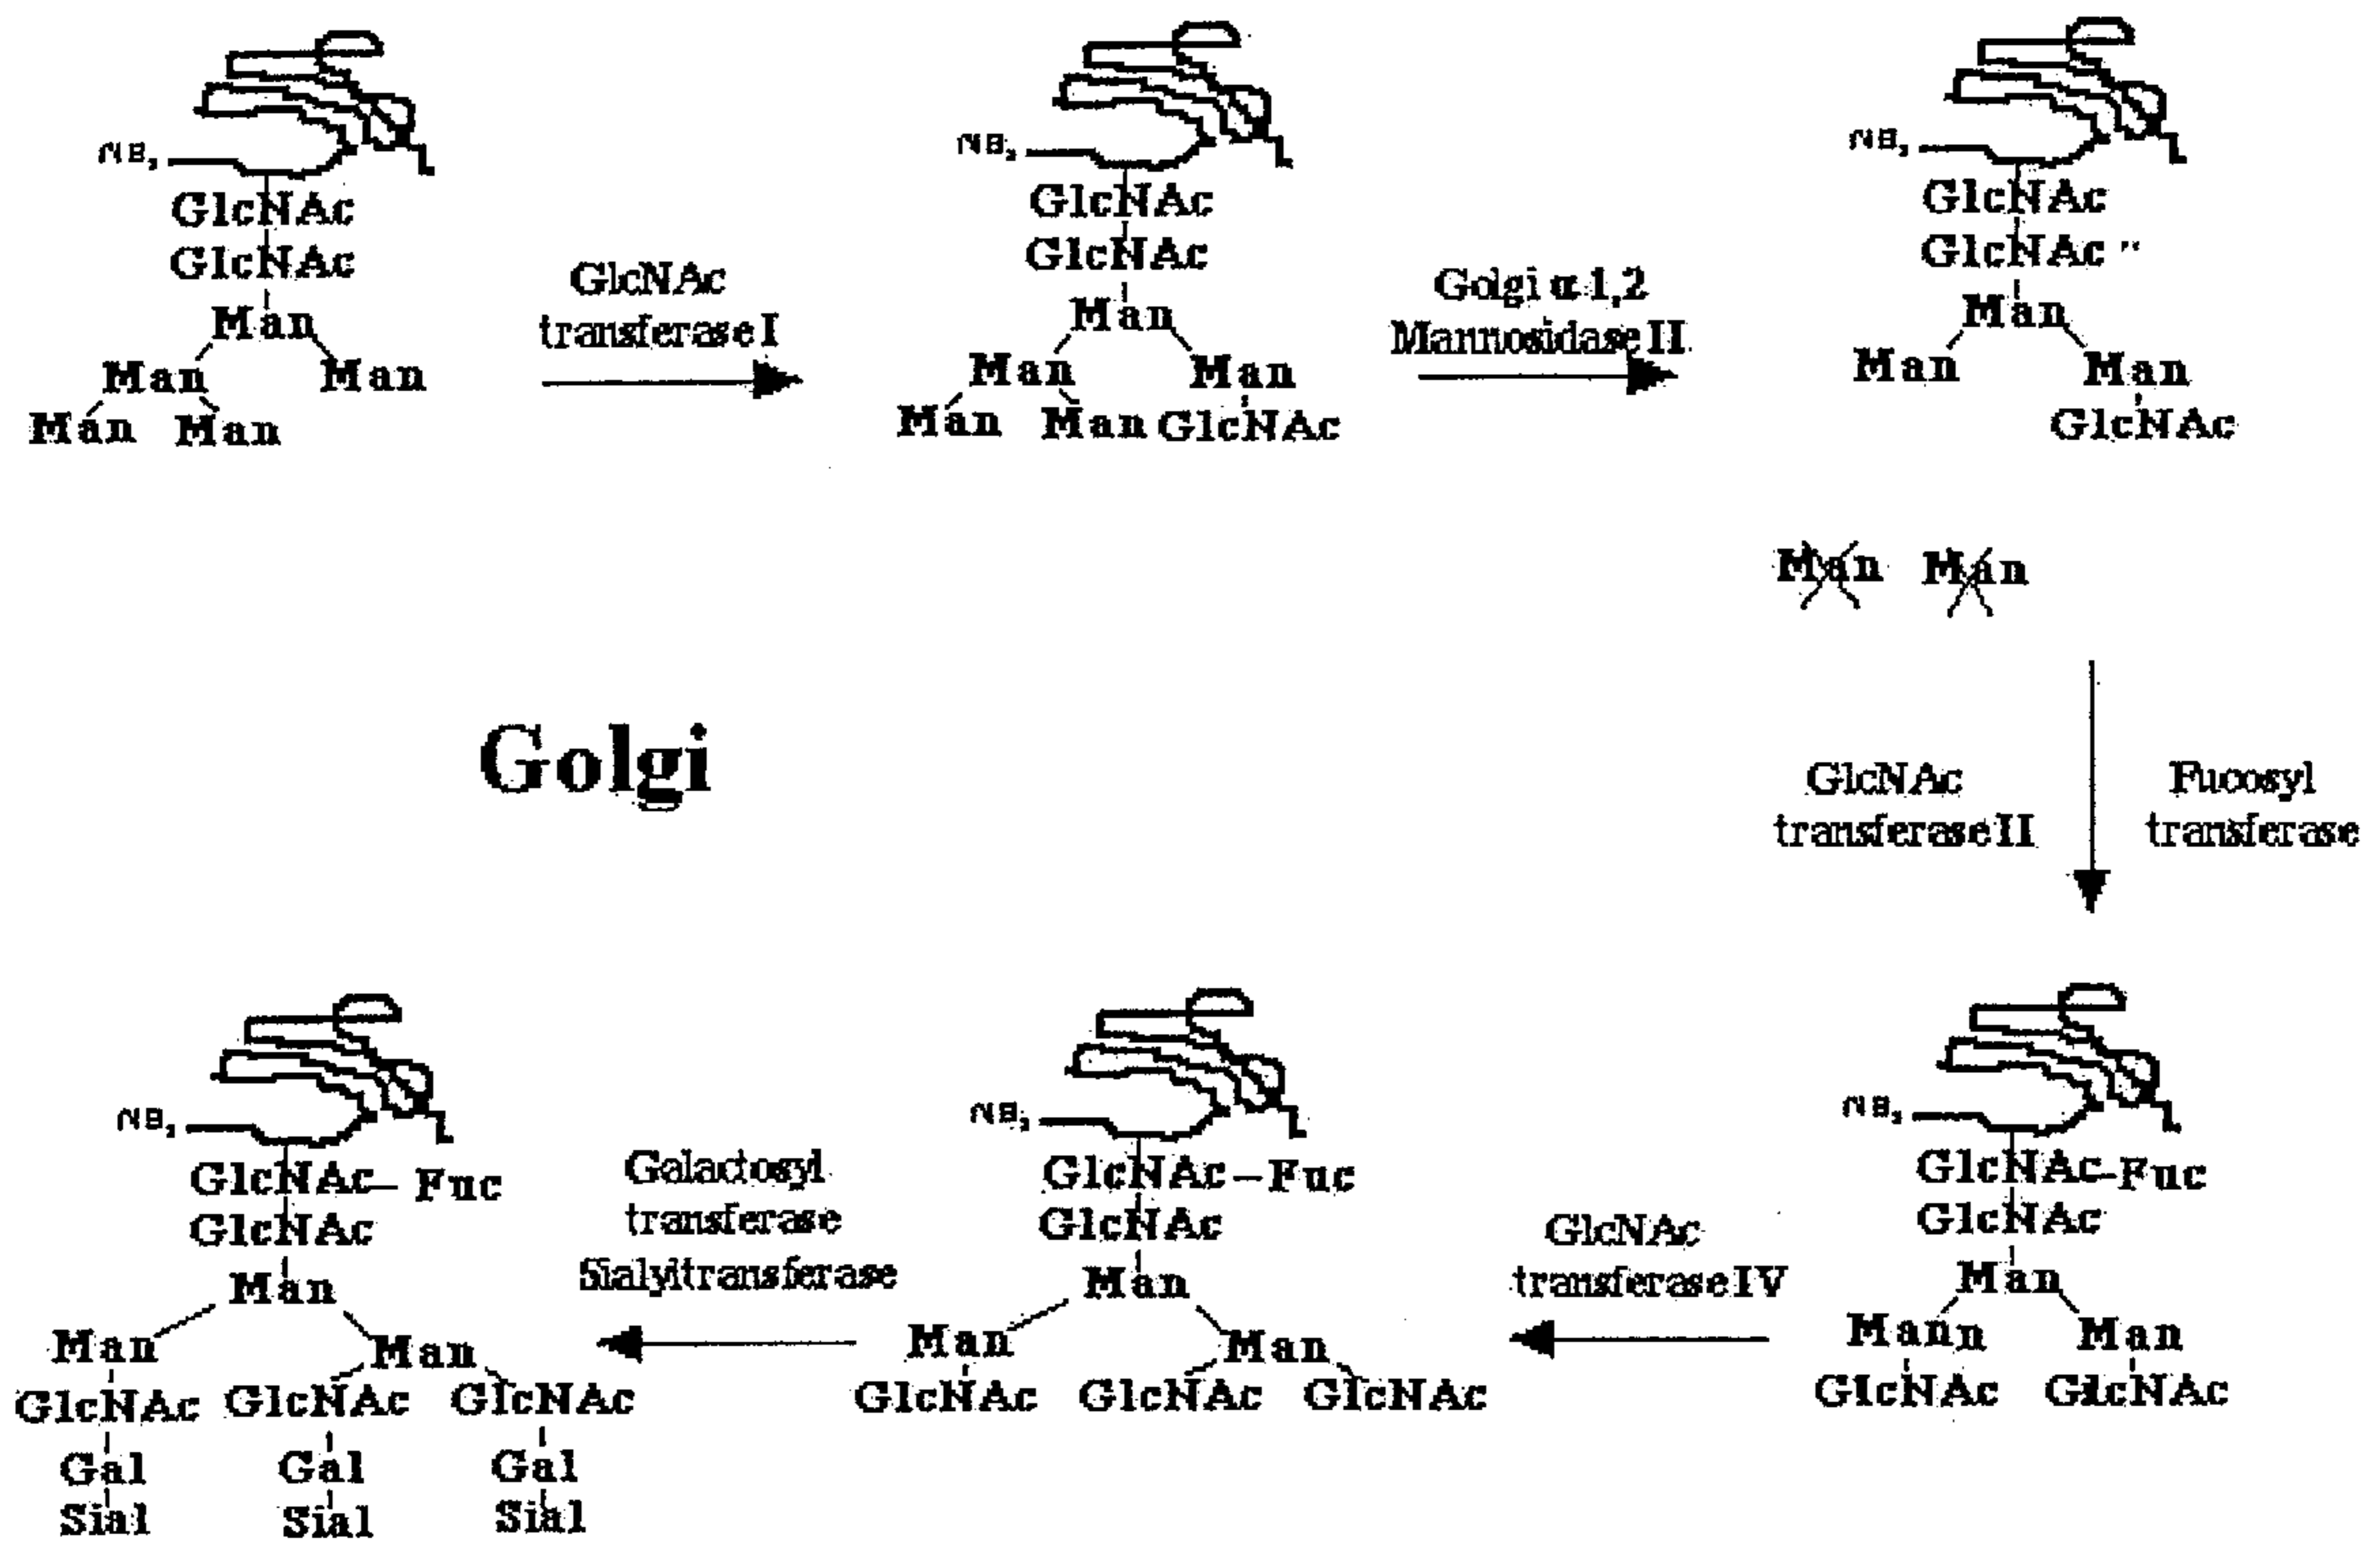 NH₂
GlcNAc
GlcNAc
Man
Man Man
Man Man
GlcNAc
transferase I
NH₂
GlcNAc
GlcNAc
Man
Man Man
Man Man GlcNAc
Golgi α1,2
Mannosidase II
NH₂
GlcNAc
GlcNAc "
Man
Man Man
GlcNAc
Man Man
Golgi
GlcNAc
transferase II
Fucosyl
transferase
NH₂
GlcNAc-Fuc
GlcNAc
Man
Mann Man
GlcNAc GlcNAc
GlcNAc
transferase IV
NH₂
GlcNAc-Fuc
GlcNAc
Man
Man Man
GlcNAc GlcNAc GlcNAc
Galactosyl
transferase
Sialyltransferase
NH₂
GlcNAc- Fuc
GlcNAc
Man
Man Man
GlcNAc GlcNAc GlcNAc
Gal Gal Gal
Sial Sial Sial